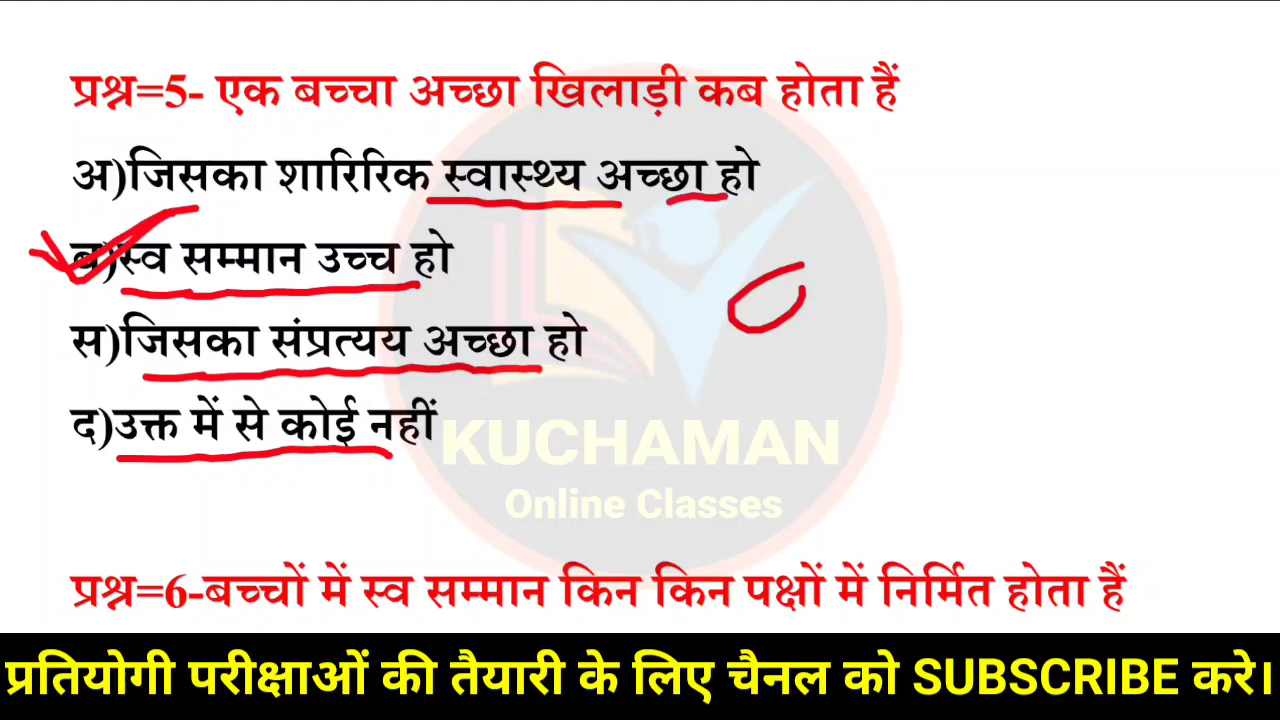 प्रश्न=5- एक बच्चा अच्छा खिलाड़ी कब होता हैं
अ)जिसका शारिरिक स्वास्थ्य अच्छा हो
ब)स्व सम्मान उच्च हो
स)जिसका संप्रत्यय अच्छा हो
द)उक्त में से कोई नहीं
KUCHAMAN
Online Classes
प्रश्न=6-बच्चों में स्व सम्मान किन किन पक्षों में निर्मित होता हैं
प्रतियोगी परीक्षाओं की तैयारी के लिए चैनल को SUBSCRIBE करे।